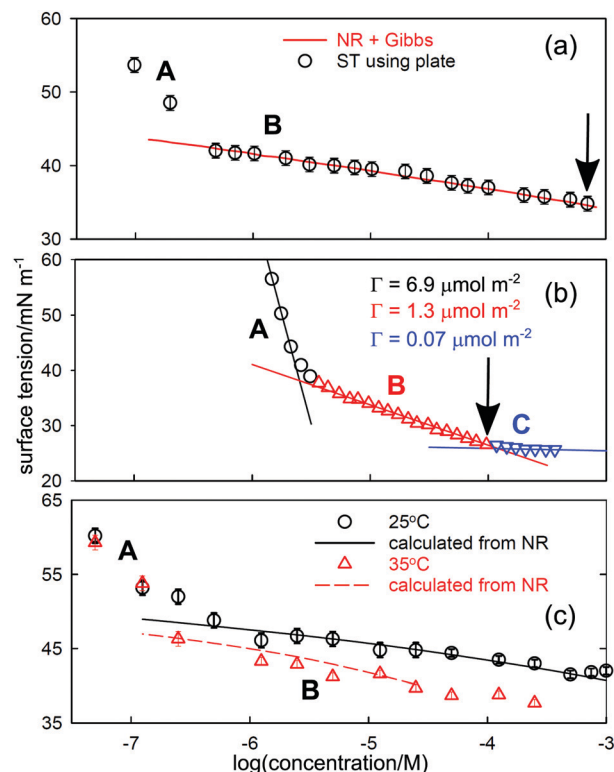 60
50
40
30
NR + Gibbs
ST using plate
(a)
A
B
60
50
40
30
20
Γ = 6.9 μmol m⁻²
Γ = 1.3 μmol m⁻²
Γ = 0.07 μmol m⁻²
(b)
A
B
C
surface tension/mN m⁻¹
65
55
45
35
25°C
calculated from NR
35°C
calculated from NR
(c)
A
B
-7 -6 -5 -4 -3
log(concentration/M)